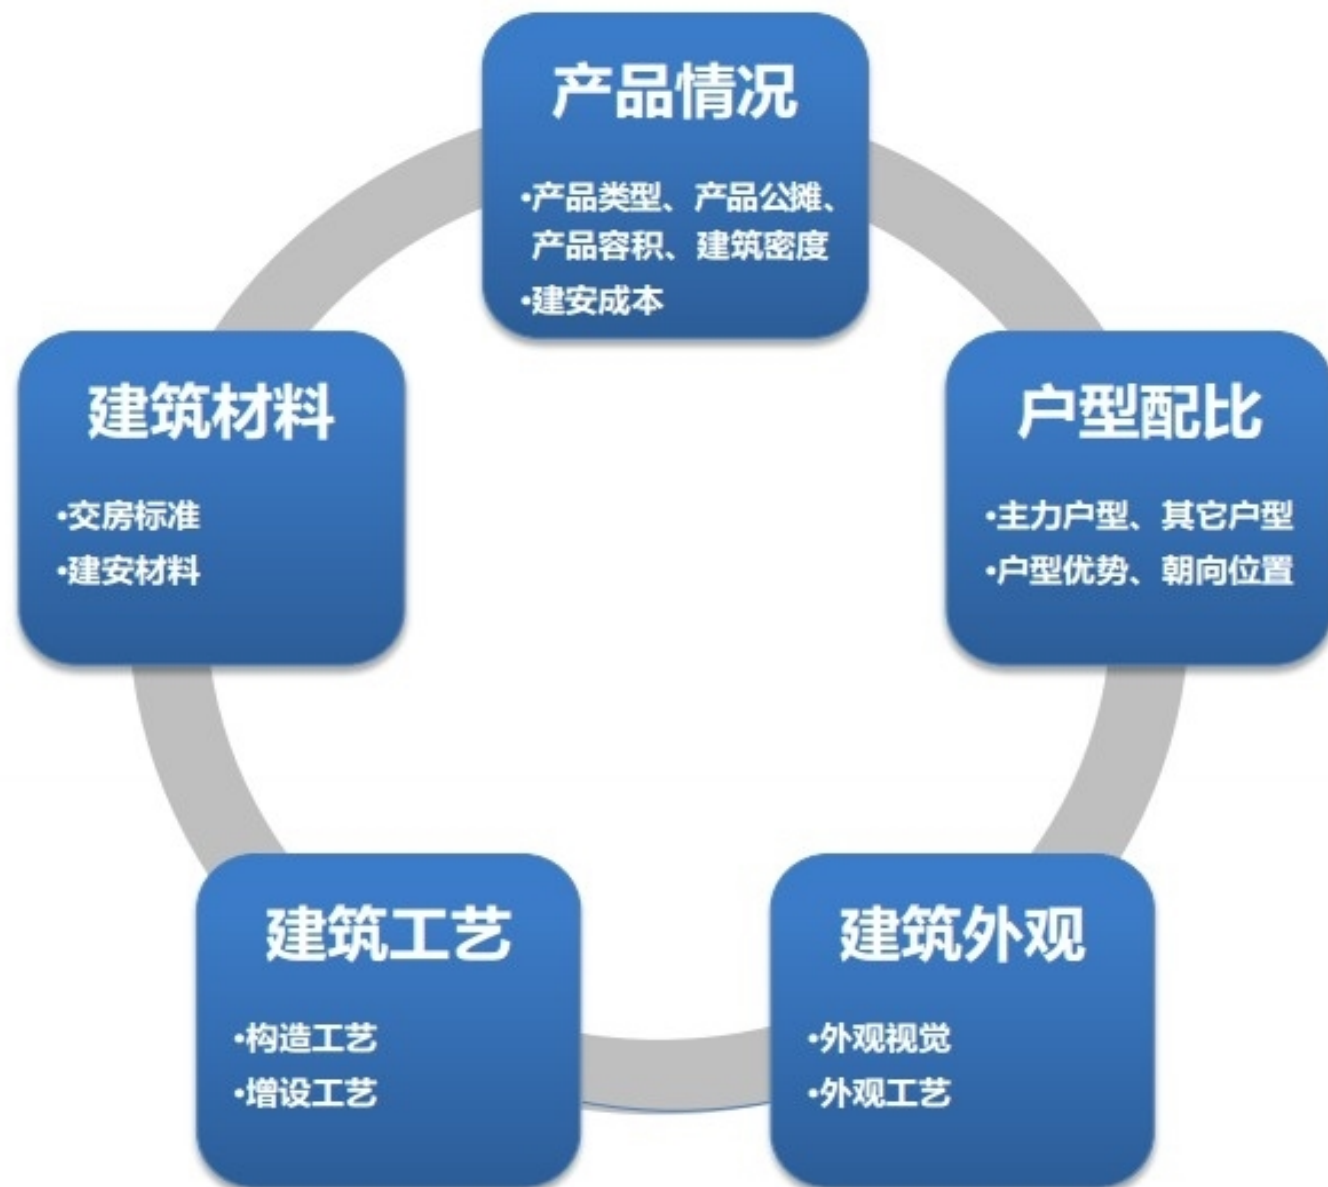 产品情况
•产品类型、产品公摊、
产品容积、建筑密度
•建安成本
户型配比
•主力户型、其它户型
•户型优势、朝向位置
建筑外观
•外观视觉
•外观工艺
建筑工艺
•构造工艺
•增设工艺
建筑材料
•交房标准
•建安材料